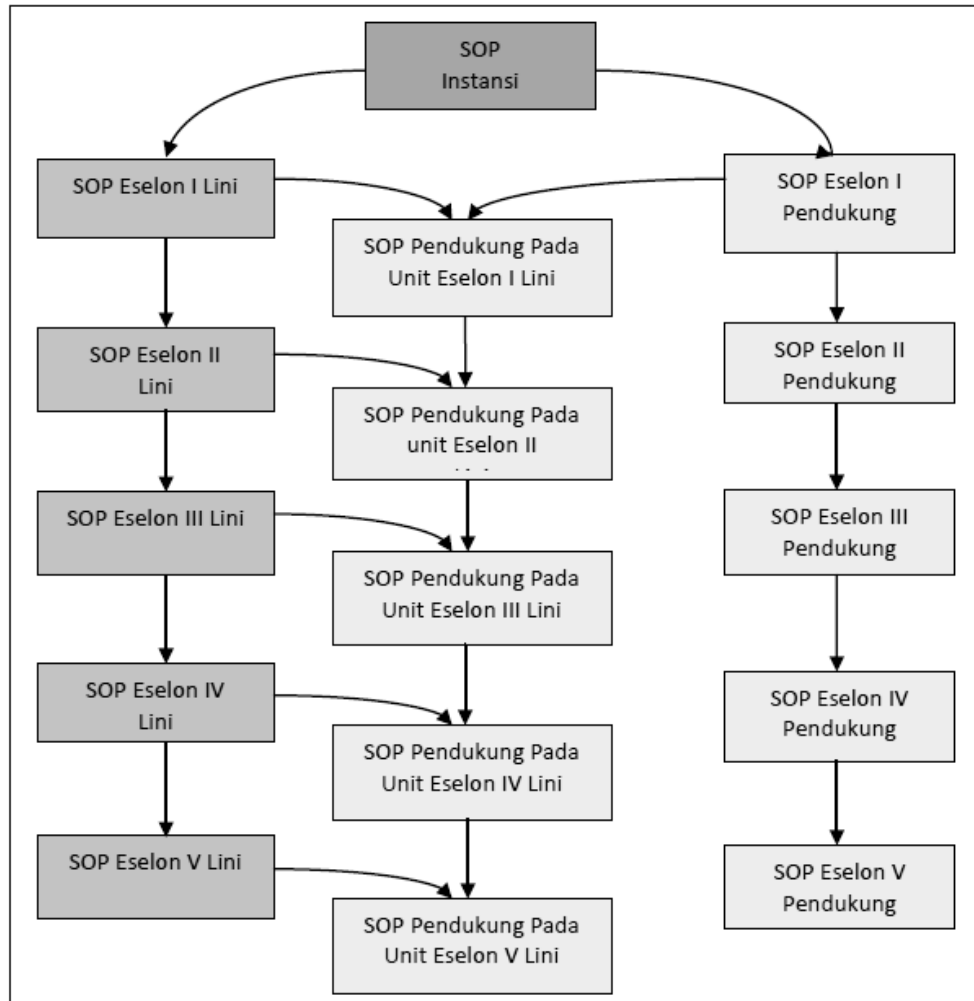 SOP
Instansi
SOP Eselon I Lini
SOP Eselon I
Pendukung
SOP Pendukung Pada
Unit Eselon I Lini
SOP Eselon II
Lini
SOP Eselon II
Pendukung
SOP Pendukung Pada
unit Eselon II
SOP Eselon III Lini
SOP Eselon III
Pendukung
SOP Pendukung Pada
Unit Eselon III Lini
SOP Eselon IV
Lini
SOP Eselon IV
Pendukung
SOP Pendukung Pada
Unit Eselon IV Lini
SOP Eselon V Lini
SOP Eselon V
Pendukung
SOP Pendukung Pada
Unit Eselon V Lini